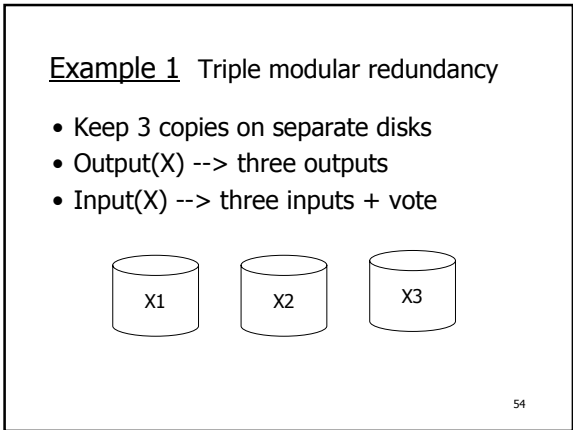 Example 1 Triple modular redundancy
• Keep 3 copies on separate disks
• Output(X) --> three outputs
• Input(X) --> three inputs + vote
X1 X2 X3
54